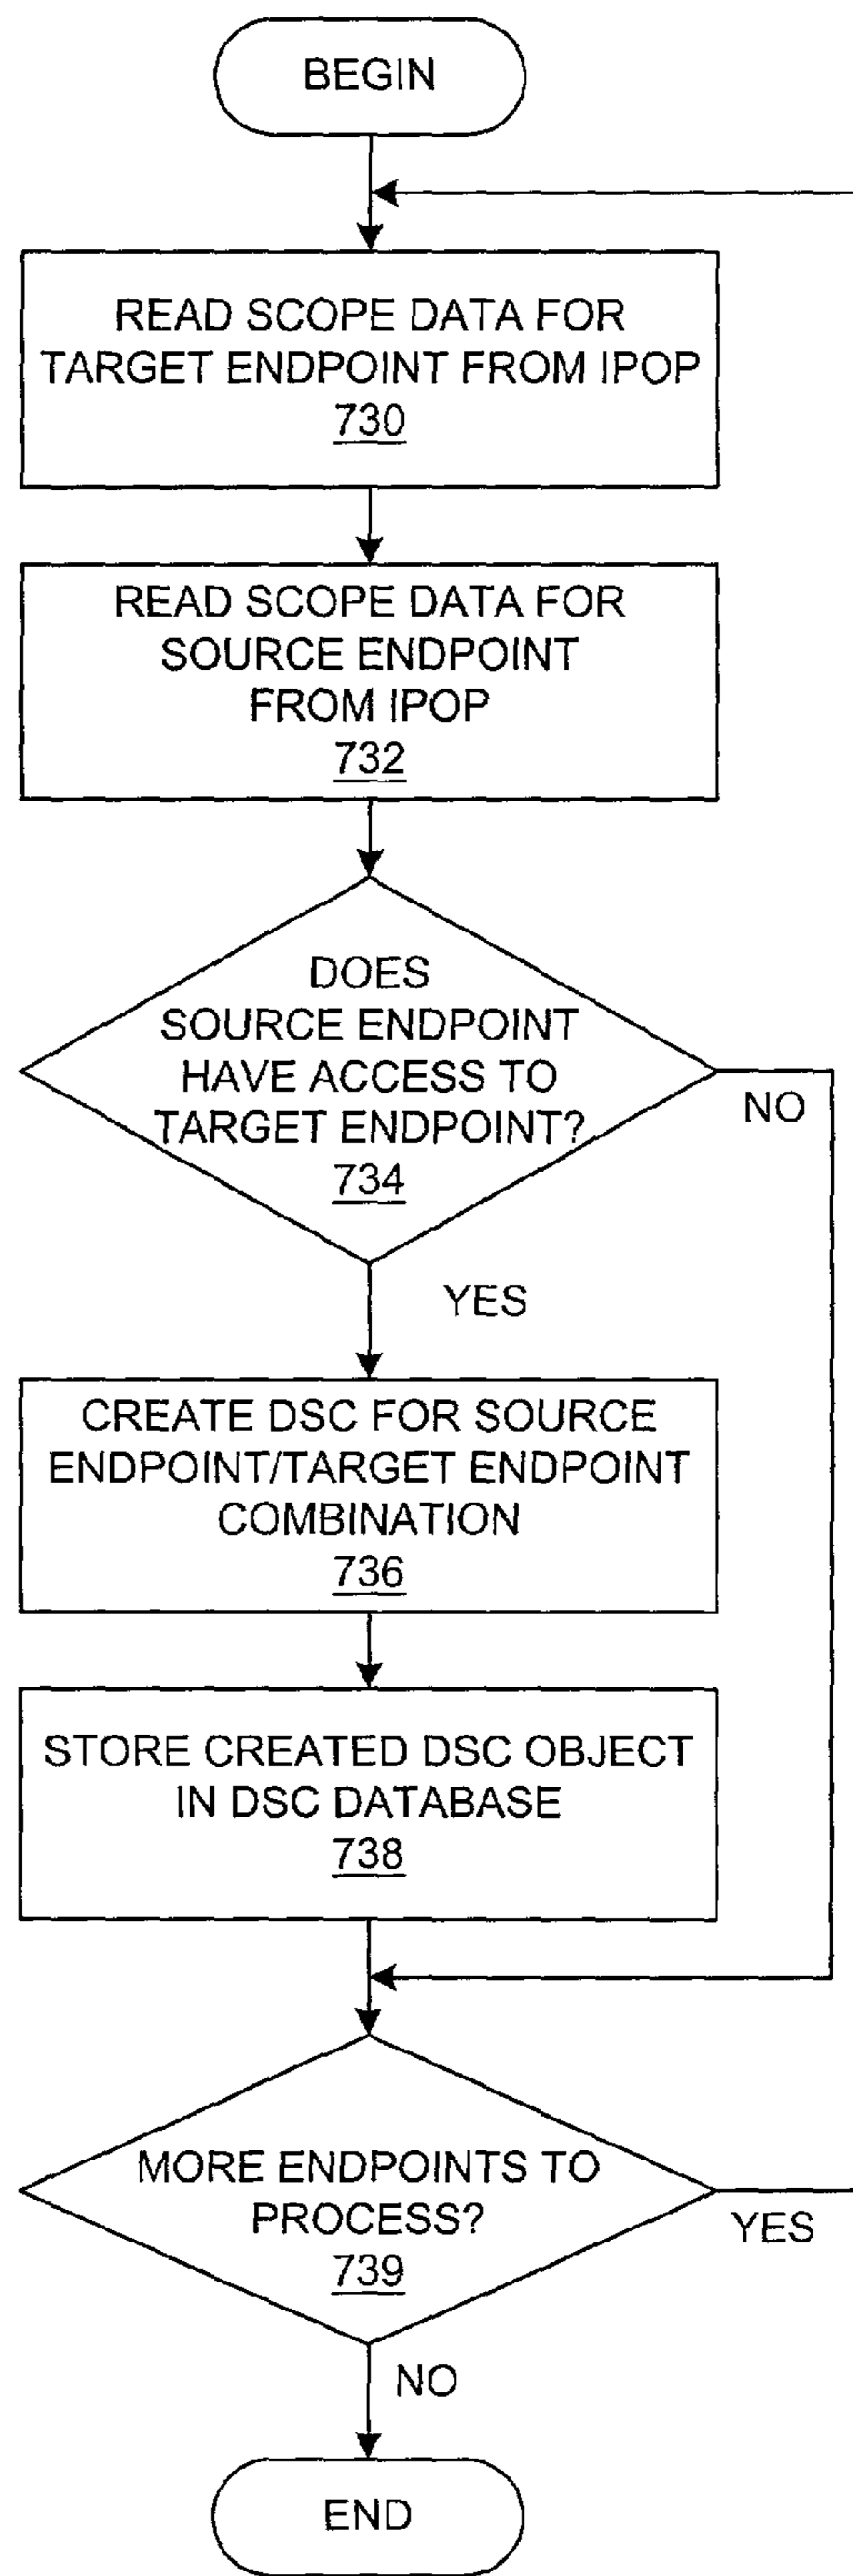 BEGIN
READ SCOPE DATA FOR
TARGET ENDPOINT FROM IPOP
730
READ SCOPE DATA FOR
SOURCE ENDPOINT
FROM IPOP
732
DOES
SOURCE ENDPOINT
HAVE ACCESS TO
TARGET ENDPOINT?
734
NO
YES
CREATE DSC FOR SOURCE
ENDPOINT/TARGET ENDPOINT
COMBINATION
736
STORE CREATED DSC OBJECT
IN DSC DATABASE
738
MORE ENDPOINTS TO
PROCESS?
739
YES
NO
END